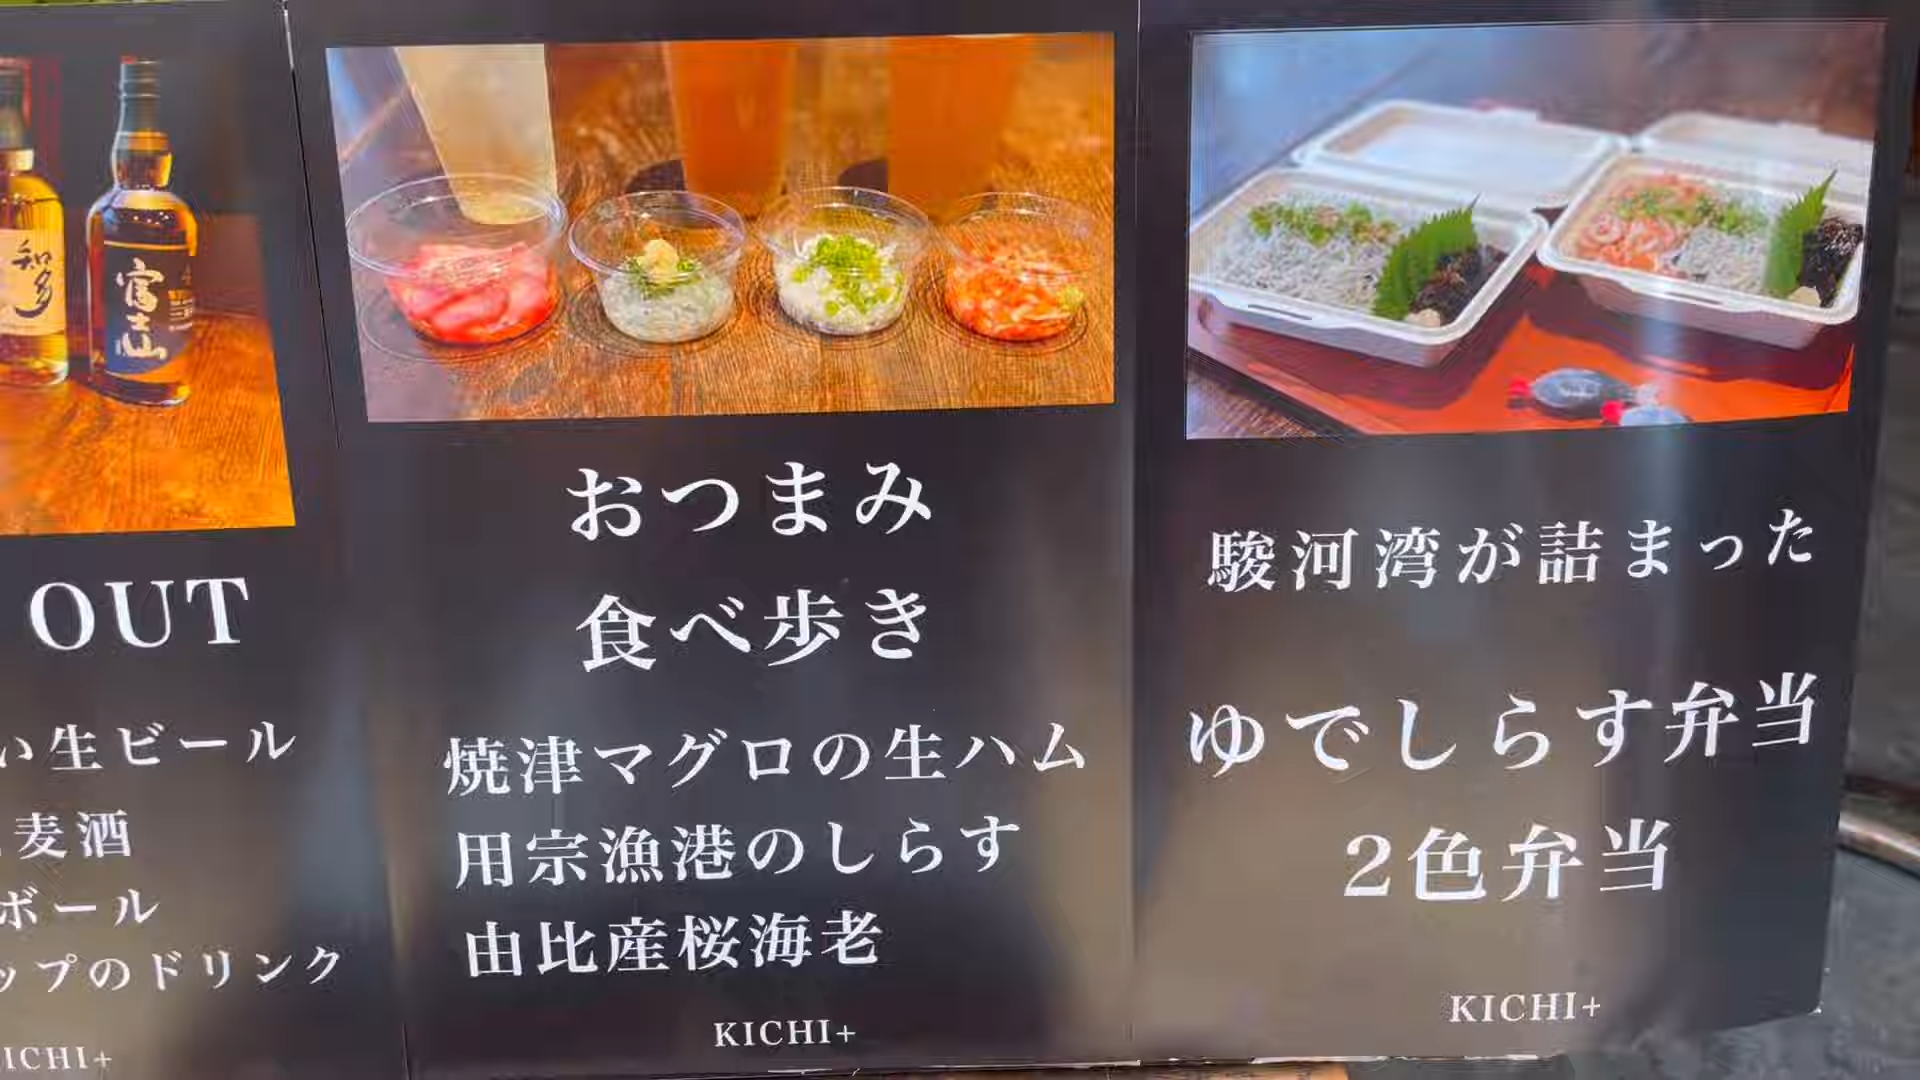 知多
富士山
OUT
い生ビール
麦酒
ボール
ップのドリンク
ICHI+
おつまみ
食べ歩き
焼津マグロの生ハム
用宗漁港のしらす
由比産桜海老
KICHI+
駿河湾が詰まった
ゆでしらす弁当
2色弁当
KICHI+